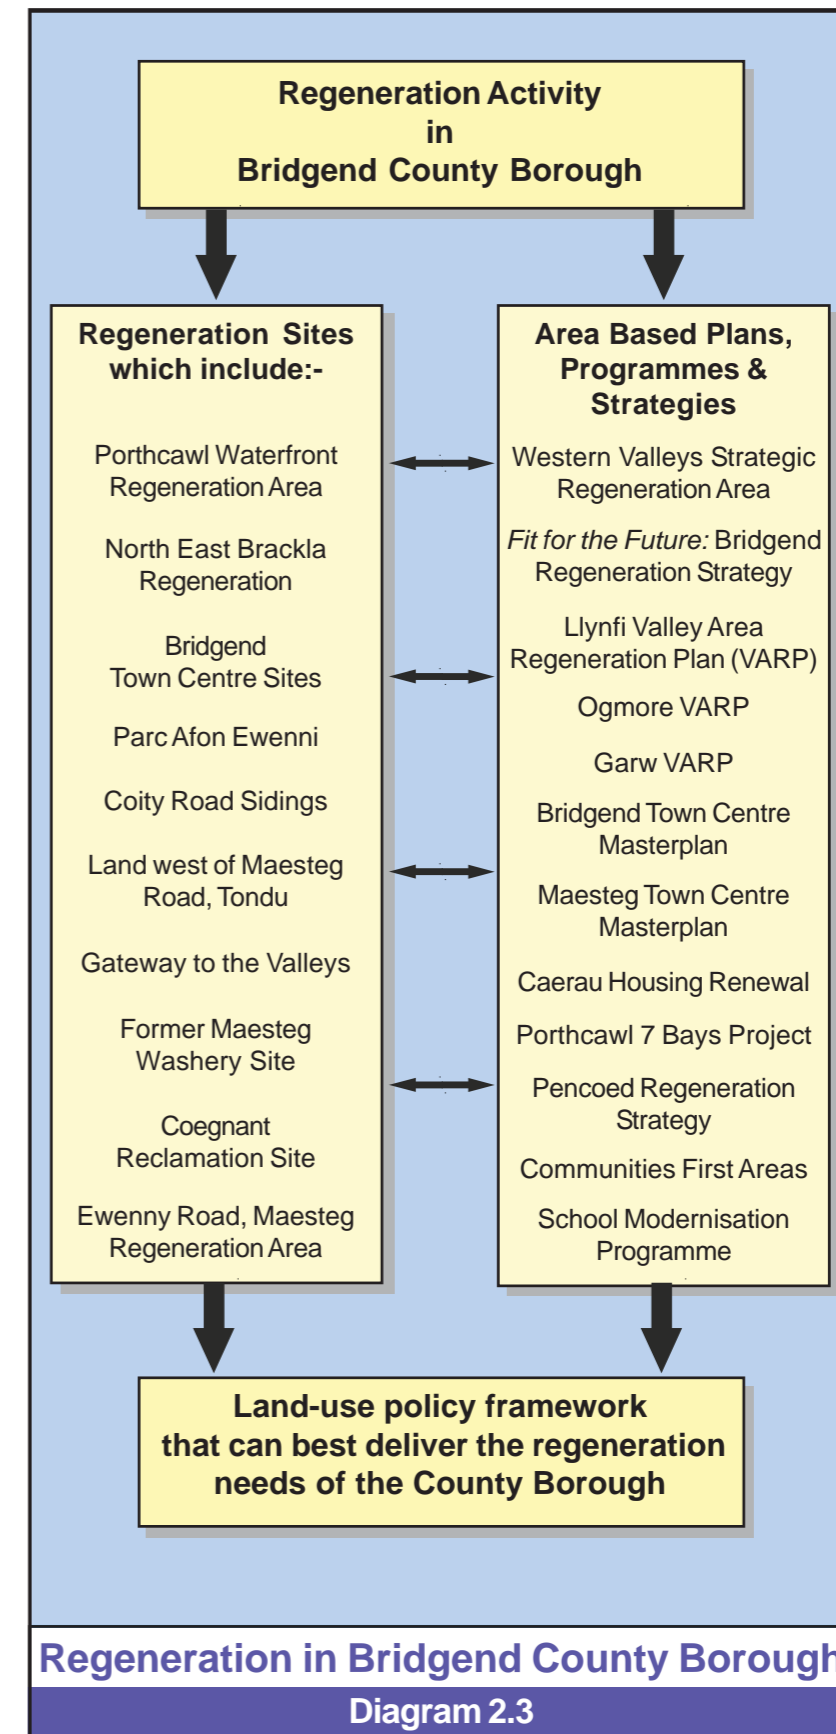 Regeneration Activity
in
Bridgend County Borough
Regeneration Sites
which include:-
Porthcawl Waterfront
Regeneration Area
North East Brackla
Regeneration
Bridgend
Town Centre Sites
Parc Afon Ewenni
Coity Road Sidings
Land west of Maesteg
Road, Tondu
Gateway to the Valleys
Former Maesteg
Washery Site
Coegnant
Reclamation Site
Ewenny Road, Maesteg
Regeneration Area
Area Based Plans,
Programmes &
Strategies
Western Valleys Strategic
Regeneration Area
Fit for the Future: Bridgend
Regeneration Strategy
Llynfi Valley Area
Regeneration Plan (VARP)
Ogmore VARP
Garw VARP
Bridgend Town Centre
Masterplan
Maesteg Town Centre
Masterplan
Caerau Housing Renewal
Porthcawl 7 Bays Project
Pencoed Regeneration
Strategy
Communities First Areas
School Modernisation
Programme
Land-use policy framework
that can best deliver the regeneration
needs of the County Borough
Regeneration in Bridgend County Borough
Diagram 2.3